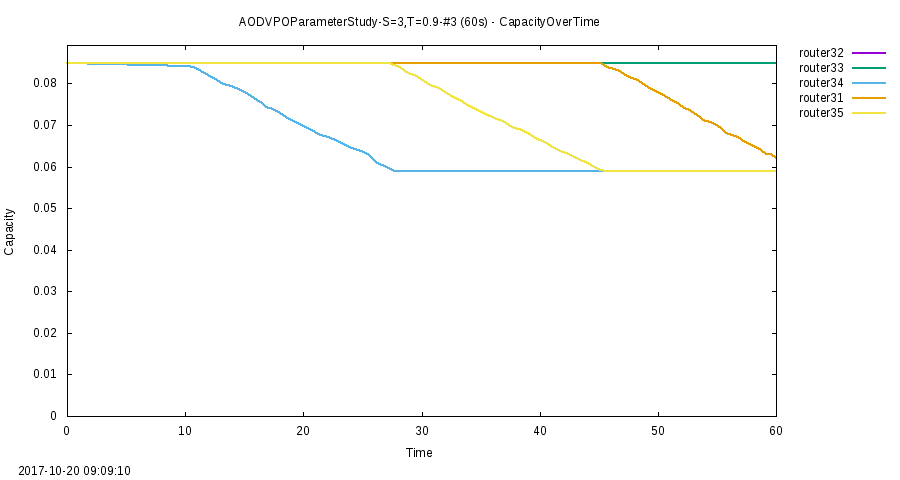 AODVPOParameterStudy-S=3,T=0.9-#3 (60s) - CapacityOverTime
router32
router33
router34
router31
router35
0.08
0.07
0.06
0.05
0.04
0.03
0.02
0.01
0
Capacity
0 10 20 30 40 50 60
Time
2017-10-20 09:09:10